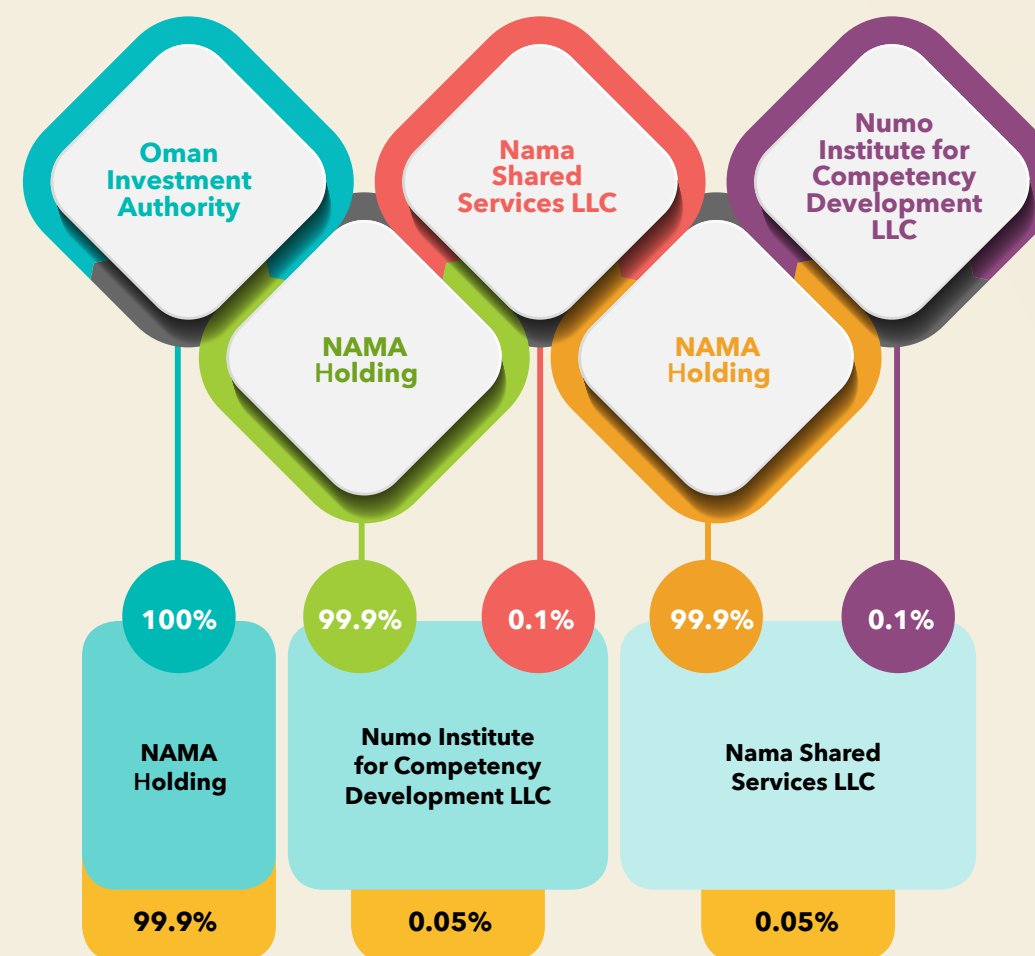 Oman
Investment
Authority
Nama
Shared
Services LLC
Numo
Institute for
Competency
Development
LLC
NAMA
Holding
NAMA
Holding
100%
99.9%
0.1%
99.9%
0.1%
NAMA
Holding
Numo Institute
for Competency
Development LLC
Nama Shared
Services LLC
99.9%
0.05%
0.05%